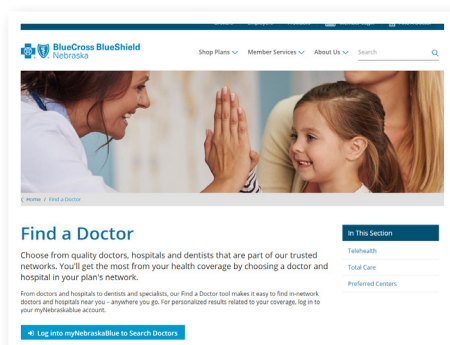 BlueCross BlueShield
Nebraska
Shop Plans
Member Services
About Us
Search
Home / Find a Doctor
Find a Doctor
Choose from quality doctors, hospitals and dentists that are part of our trusted
networks. You'll get the most from your health coverage by choosing a doctor and
hospital in your plan's network.
From doctors and hospitals to dentists and specialists, our Find a Doctor tool makes it easy to find in-network
doctors and hospitals near you – anywhere you go. For personalized results related to your coverage, log in to
your myNebraskablue account.
Log into myNebraskaBlue to Search Doctors
In This Section
Telehealth
Total Care
Preferred Centers